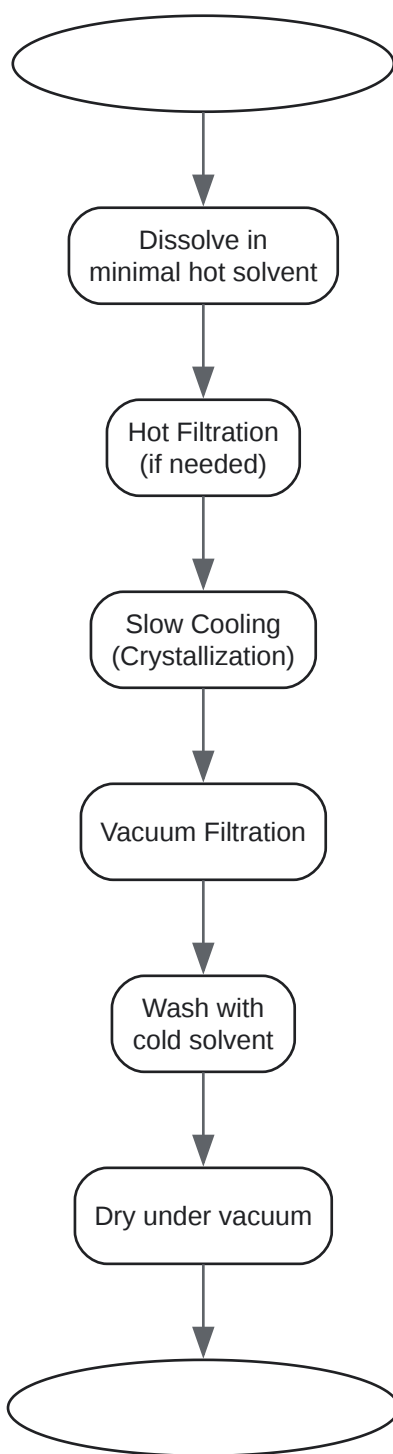 Dissolve in
minimal hot solvent
Hot Filtration
(if needed)
Slow Cooling
(Crystallization)
Vacuum Filtration
Wash with
cold solvent
Dry under vacuum